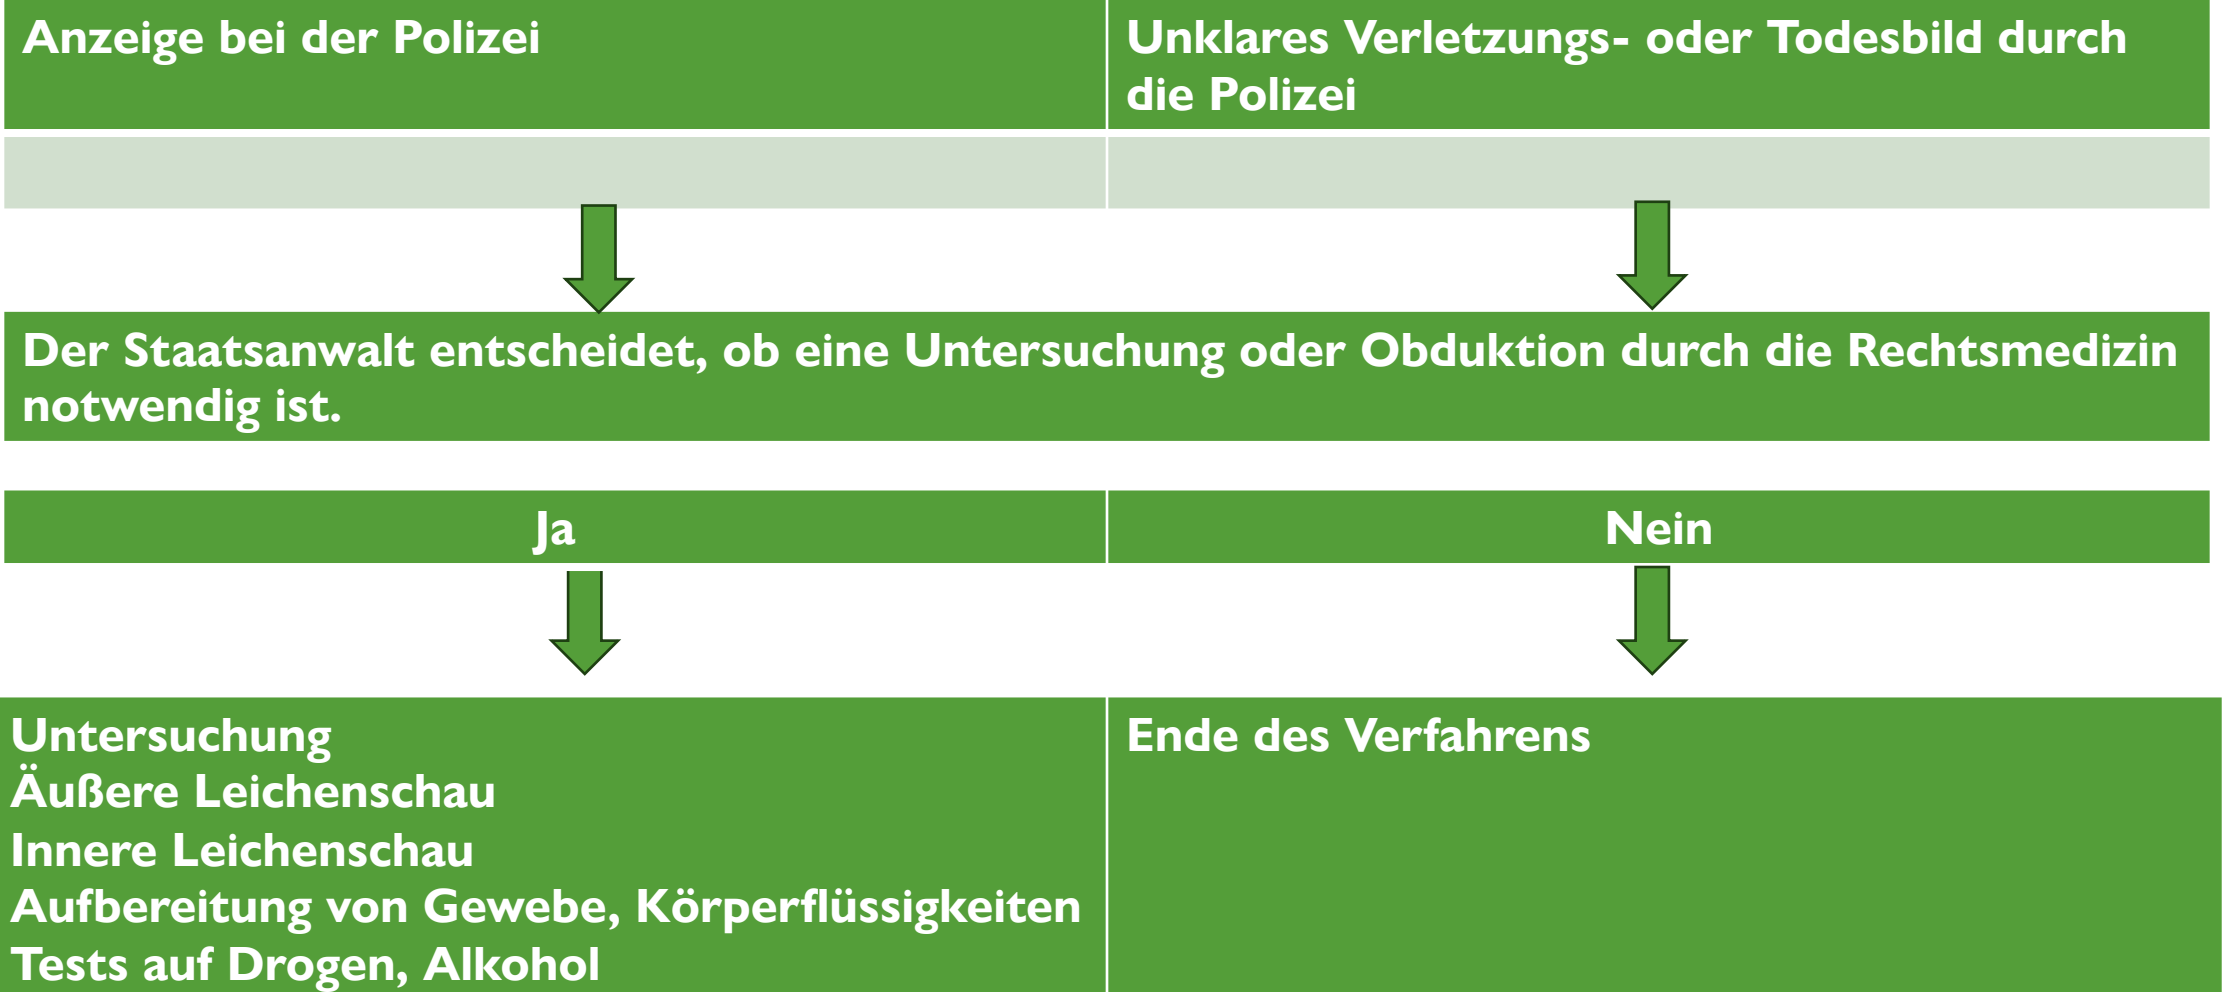 Anzeige bei der Polizei
Unklares Verletzungs- oder Todesbild durch
die Polizei
Der Staatsanwalt entscheidet, ob eine Untersuchung oder Obduktion durch die Rechtsmedizin
notwendig ist.
Ja
Nein
Untersuchung
Äußere Leichenschau
Innere Leichenschau
Aufbereitung von Gewebe, Körperflüssigkeiten
Tests auf Drogen, Alkohol
Ende des Verfahrens